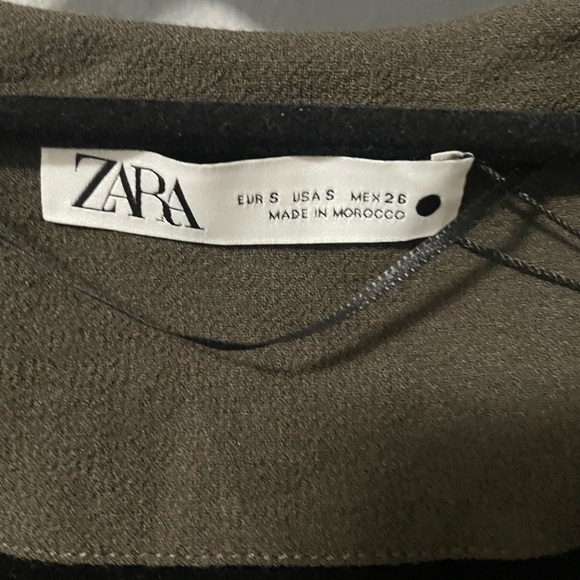 ZARA
EUR S USA S MEX 26
MADE IN MOROCCO